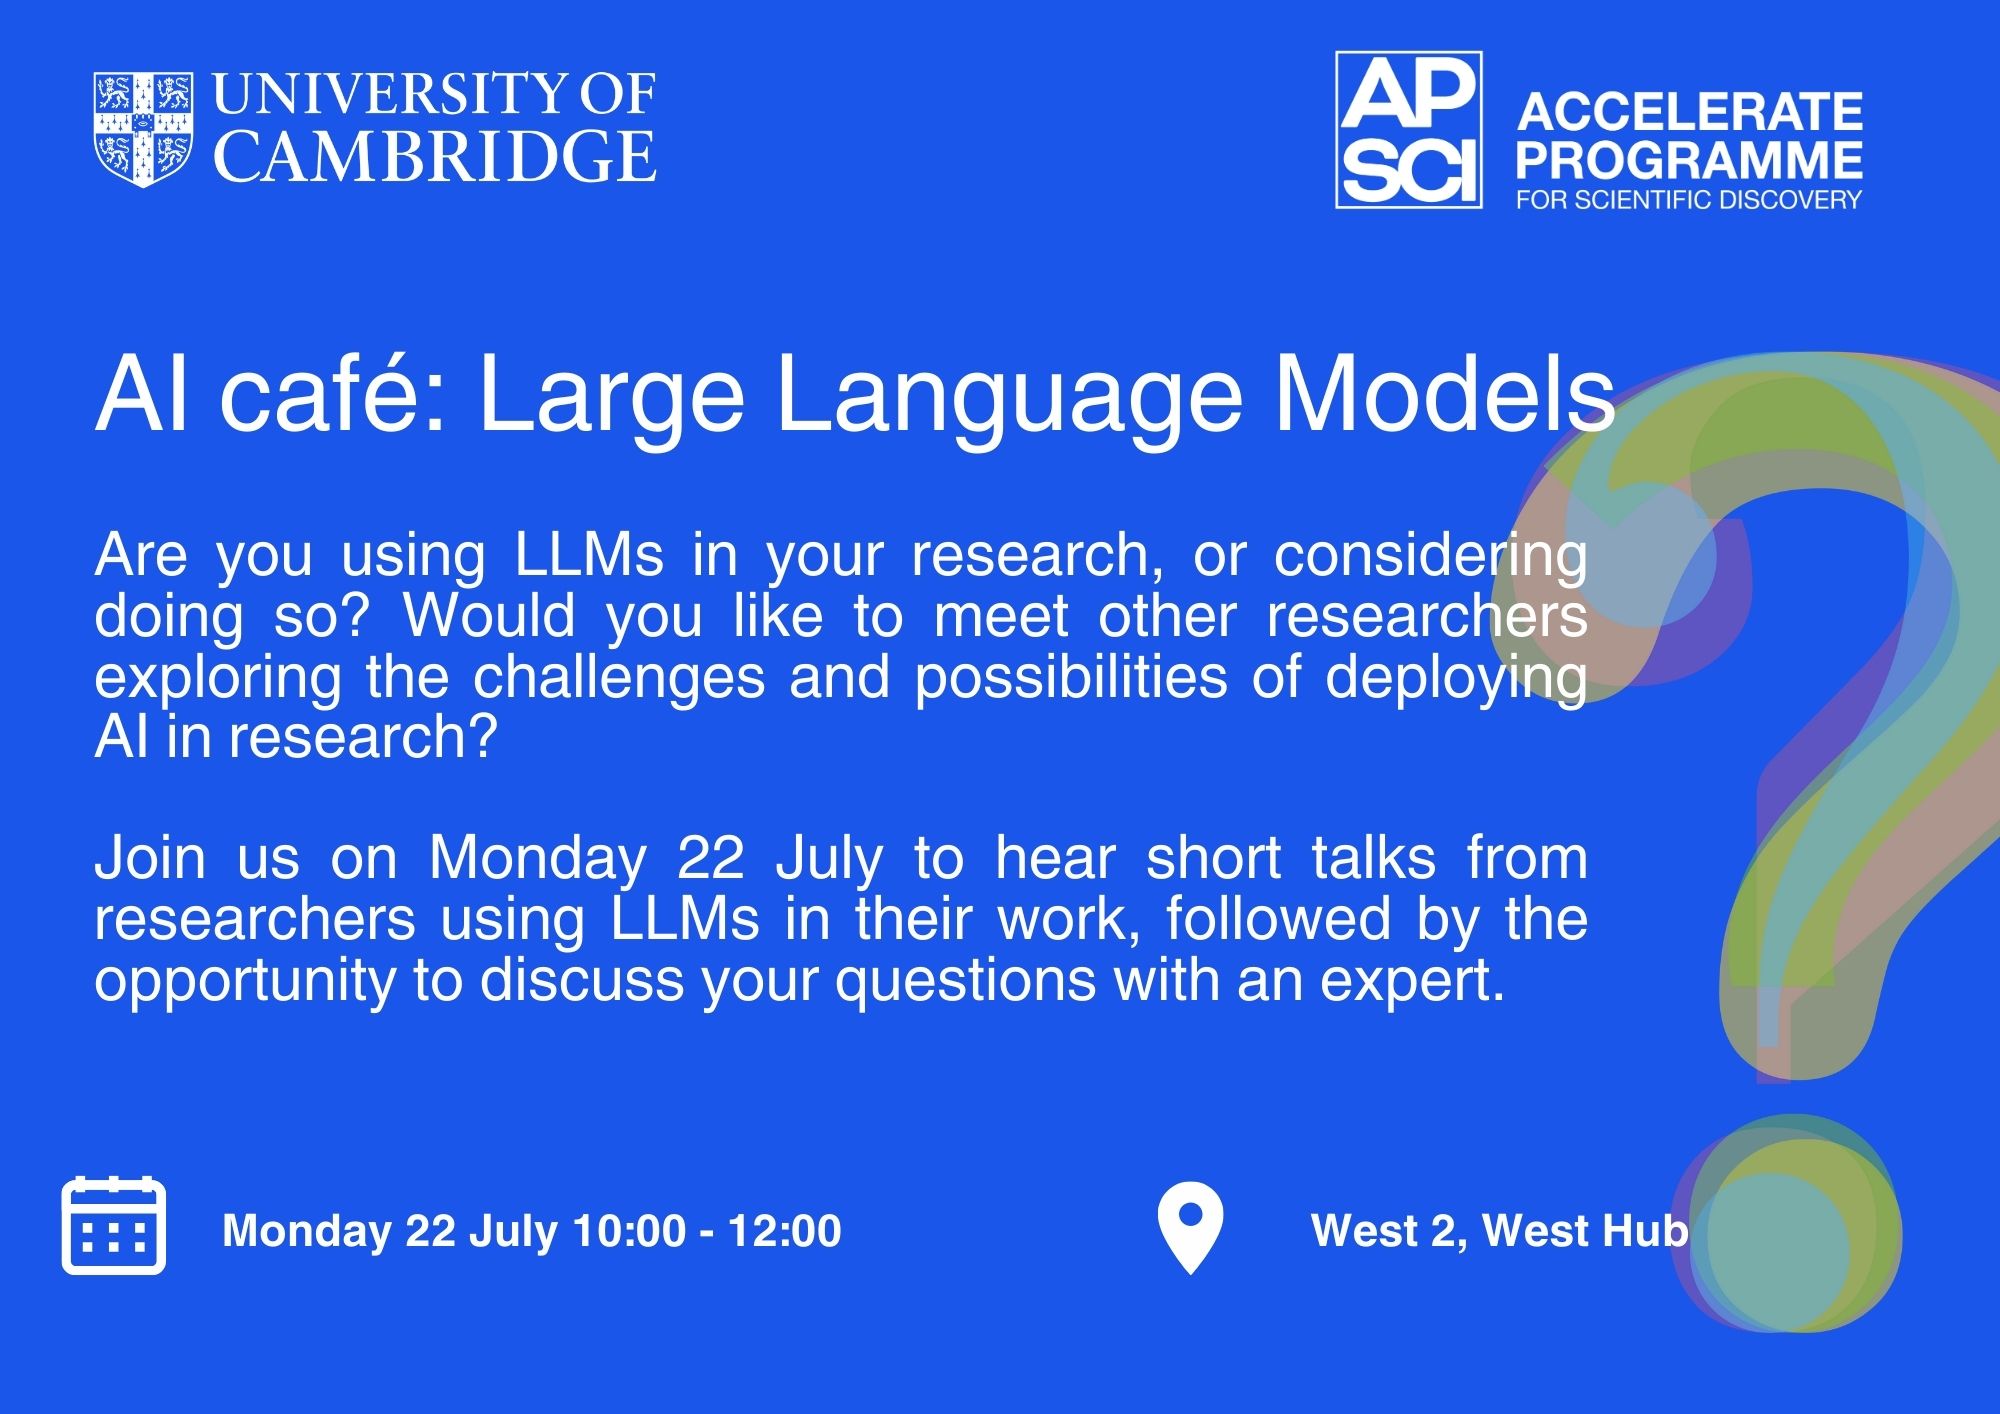 UNIVERSITY OF
CAMBRIDGE
AP
SCI
ACCELERATE
PROGRAMME
FOR SCIENTIFIC DISCOVERY
AI café: Large Language Models
Are you using LLMs in your research, or considering
doing so? Would you like to meet other researchers
exploring the challenges and possibilities of deploying
AI in research?
Join us on Monday 22 July to hear short talks from
researchers using LLMs in their work, followed by the
opportunity to discuss your questions with an expert.
Monday 22 July 10:00 - 12:00
West 2, West Hub